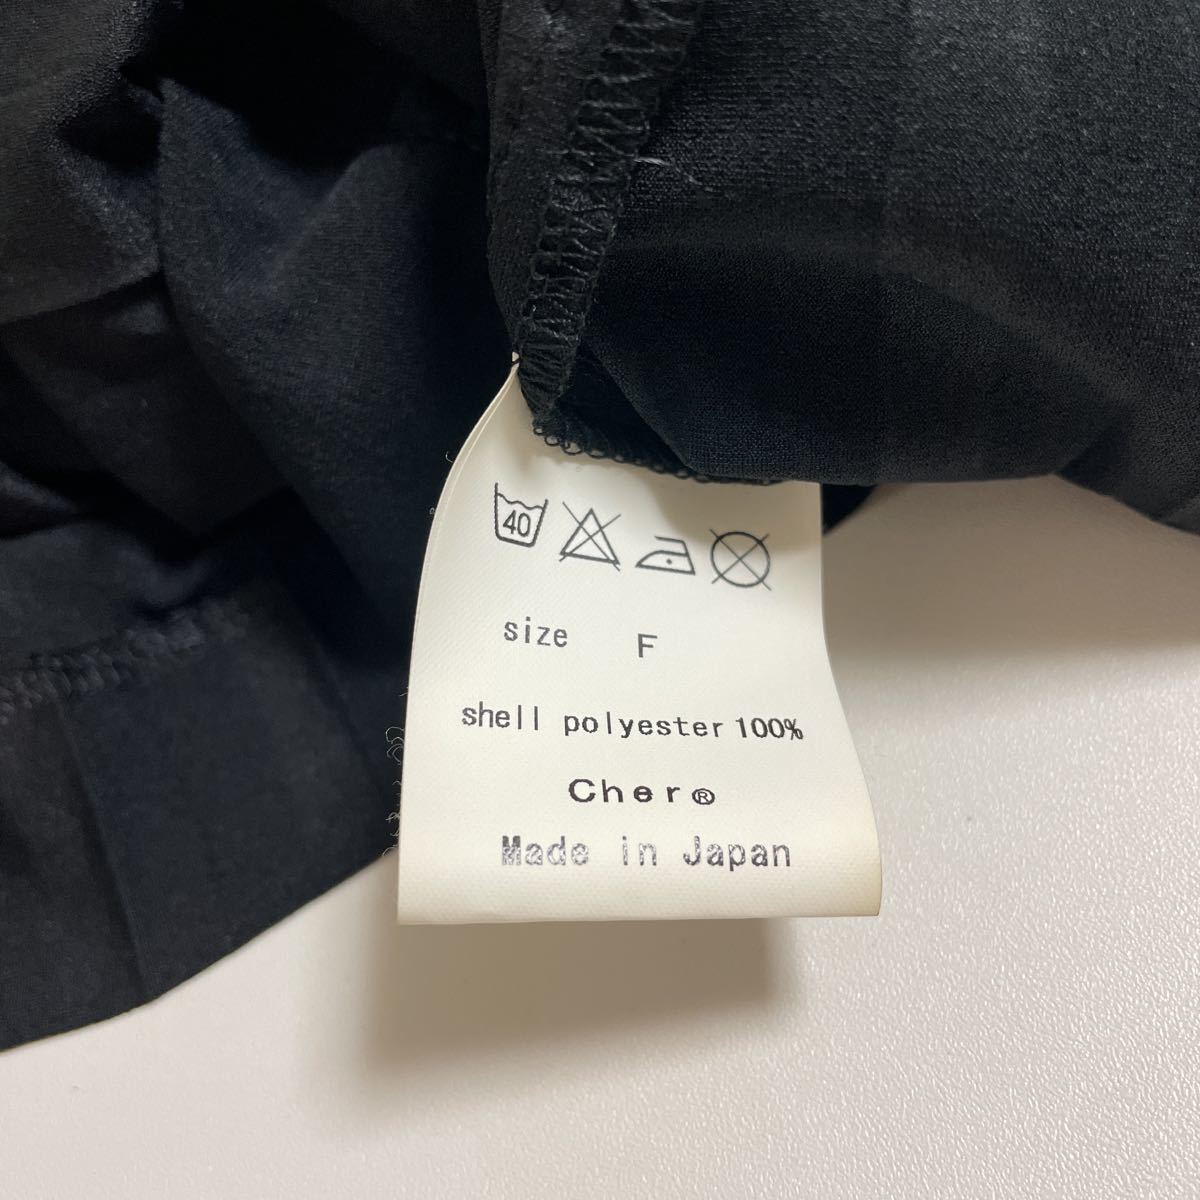 40
size F
shell polyester 100%
Cher®
Made in Japan